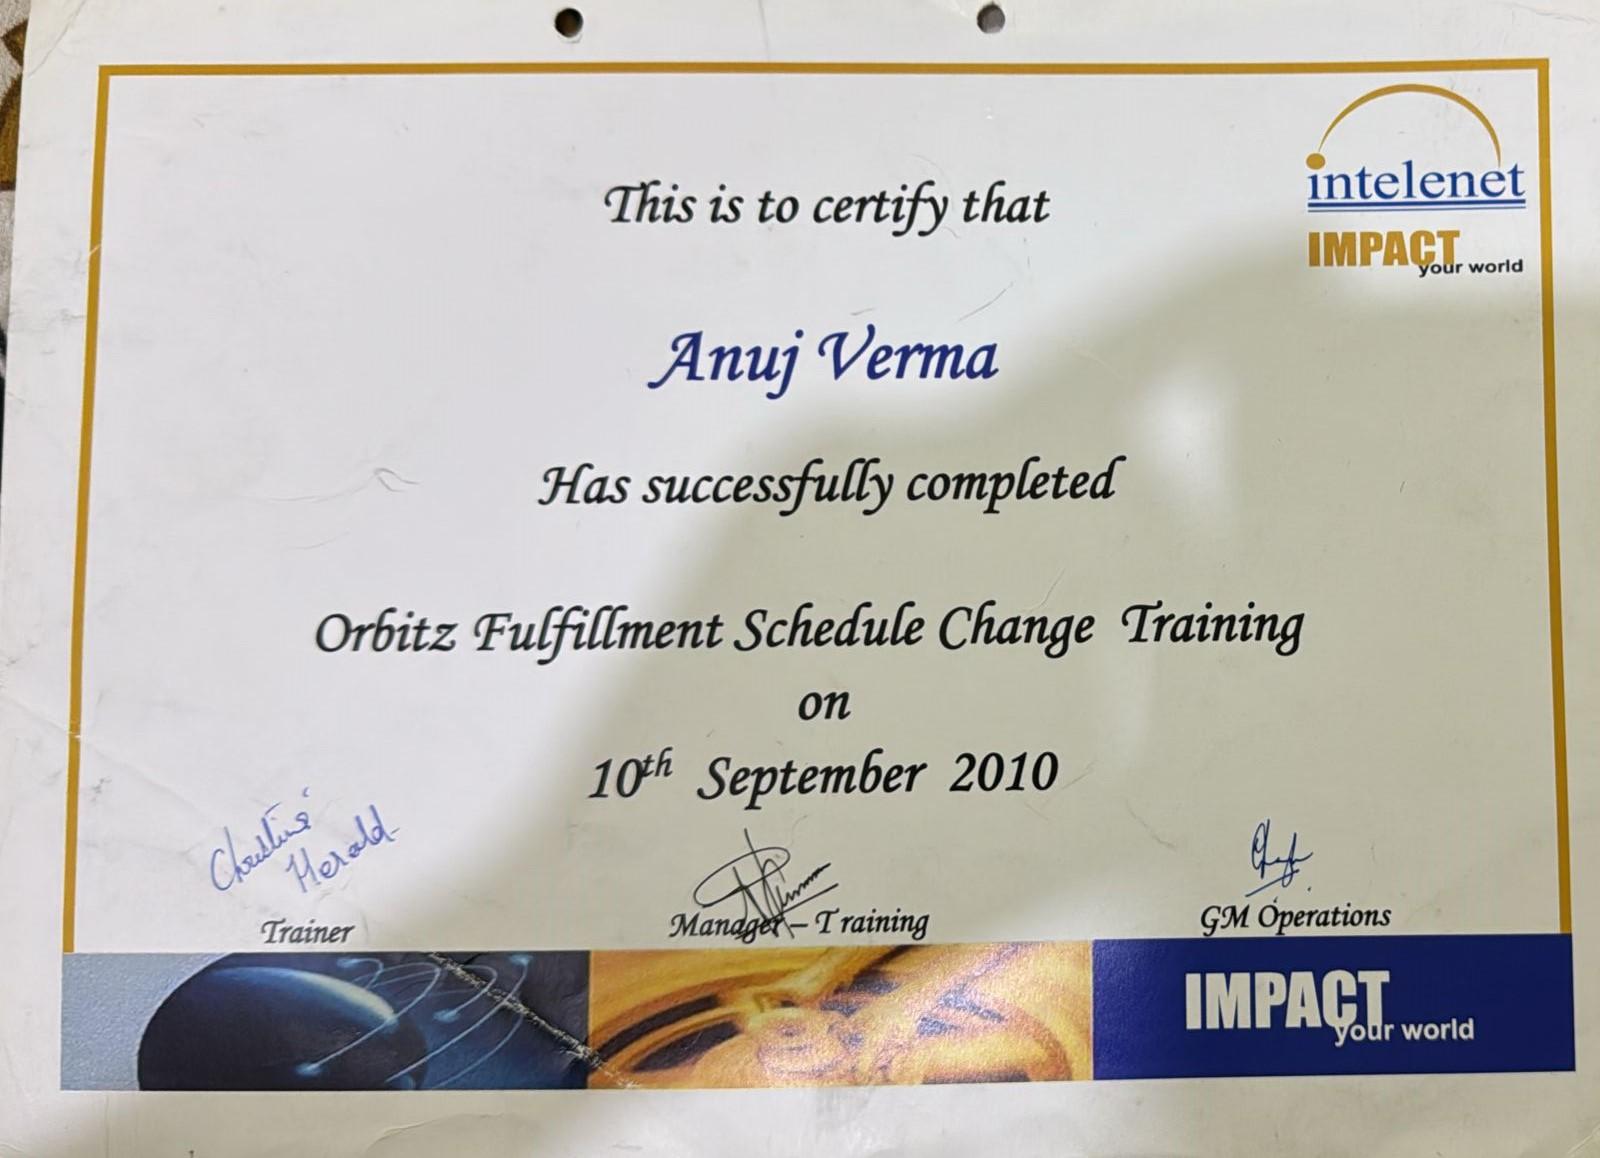 intelenet
IMPACT
your world
This is to certify that
Anuj Verma
Has successfully completed
Orbitz Fulfillment Schedule Change Training
on
10th September 2010
Christine
Herald
Trainer
Manager – Training
GM Operations
IMPACT
your world